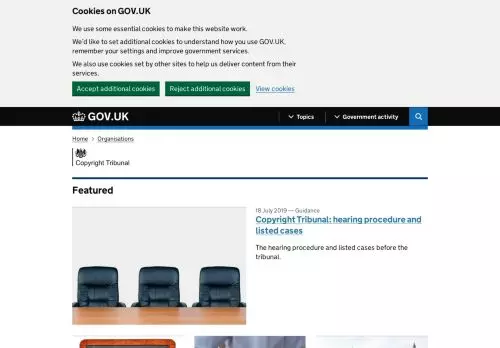 Cookies on GOV.UK
We use some essential cookies to make this website work.
We'd like to set additional cookies to understand how you use GOV.UK,
remember your settings and improve government services.
We also use cookies set by other sites to help us deliver content from their
services.
Accept additional cookies
Reject additional cookies
View cookies
GOV.UK
Topics
Government activity
Home > Organisations
Copyright Tribunal
Featured
18 July 2019 — Guidance
Copyright Tribunal: hearing procedure and
listed cases
The hearing procedure and listed cases before the
tribunal.